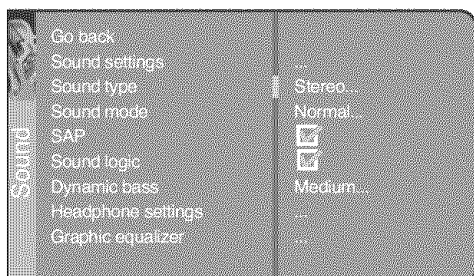 Sound
Go back
Sound settings ...
Sound type Stereo...
Sound mode Normal...
SAP
Sound logic
Dynamic bass Medium...
Headphone settings ...
Graphic equalizer ...